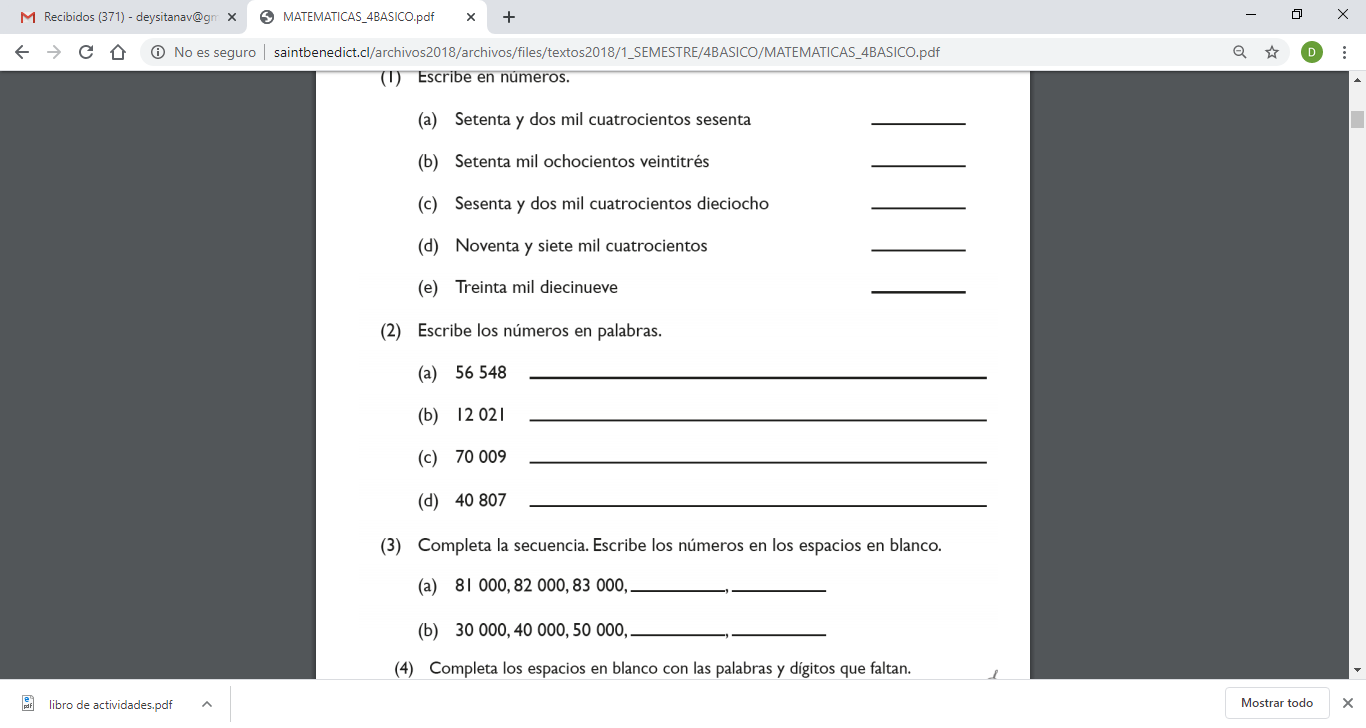 Recibidos (371) - deysitanav@gm
MATEMATICAS_4BASICO.pdf
No es seguro | saintbenedict.cl/archivos2018/archivos/files/textos2018/1_SEMESTRE/4BASICO/MATEMATICAS_4BASICO.pdf
D
(1) Escribe en números.
(a) Setenta y dos mil cuatrocientos sesenta
(b) Setenta mil ochocientos veintitrés
(c) Sesenta y dos mil cuatrocientos dieciocho
(d) Noventa y siete mil cuatrocientos
(e) Treinta mil diecinueve
(2) Escribe los números en palabras.
(a) 56 548
(b) 12 021
(c) 70 009
(d) 40 807
(3) Completa la secuencia. Escribe los números en los espacios en blanco.
(a) 81 000, 82 000, 83 000, __________, __________
(b) 30 000, 40 000, 50 000, __________, __________
(4) Completa los espacios en blanco con las palabras y dígitos que faltan.
libro de actividades.pdf
Mostrar todo